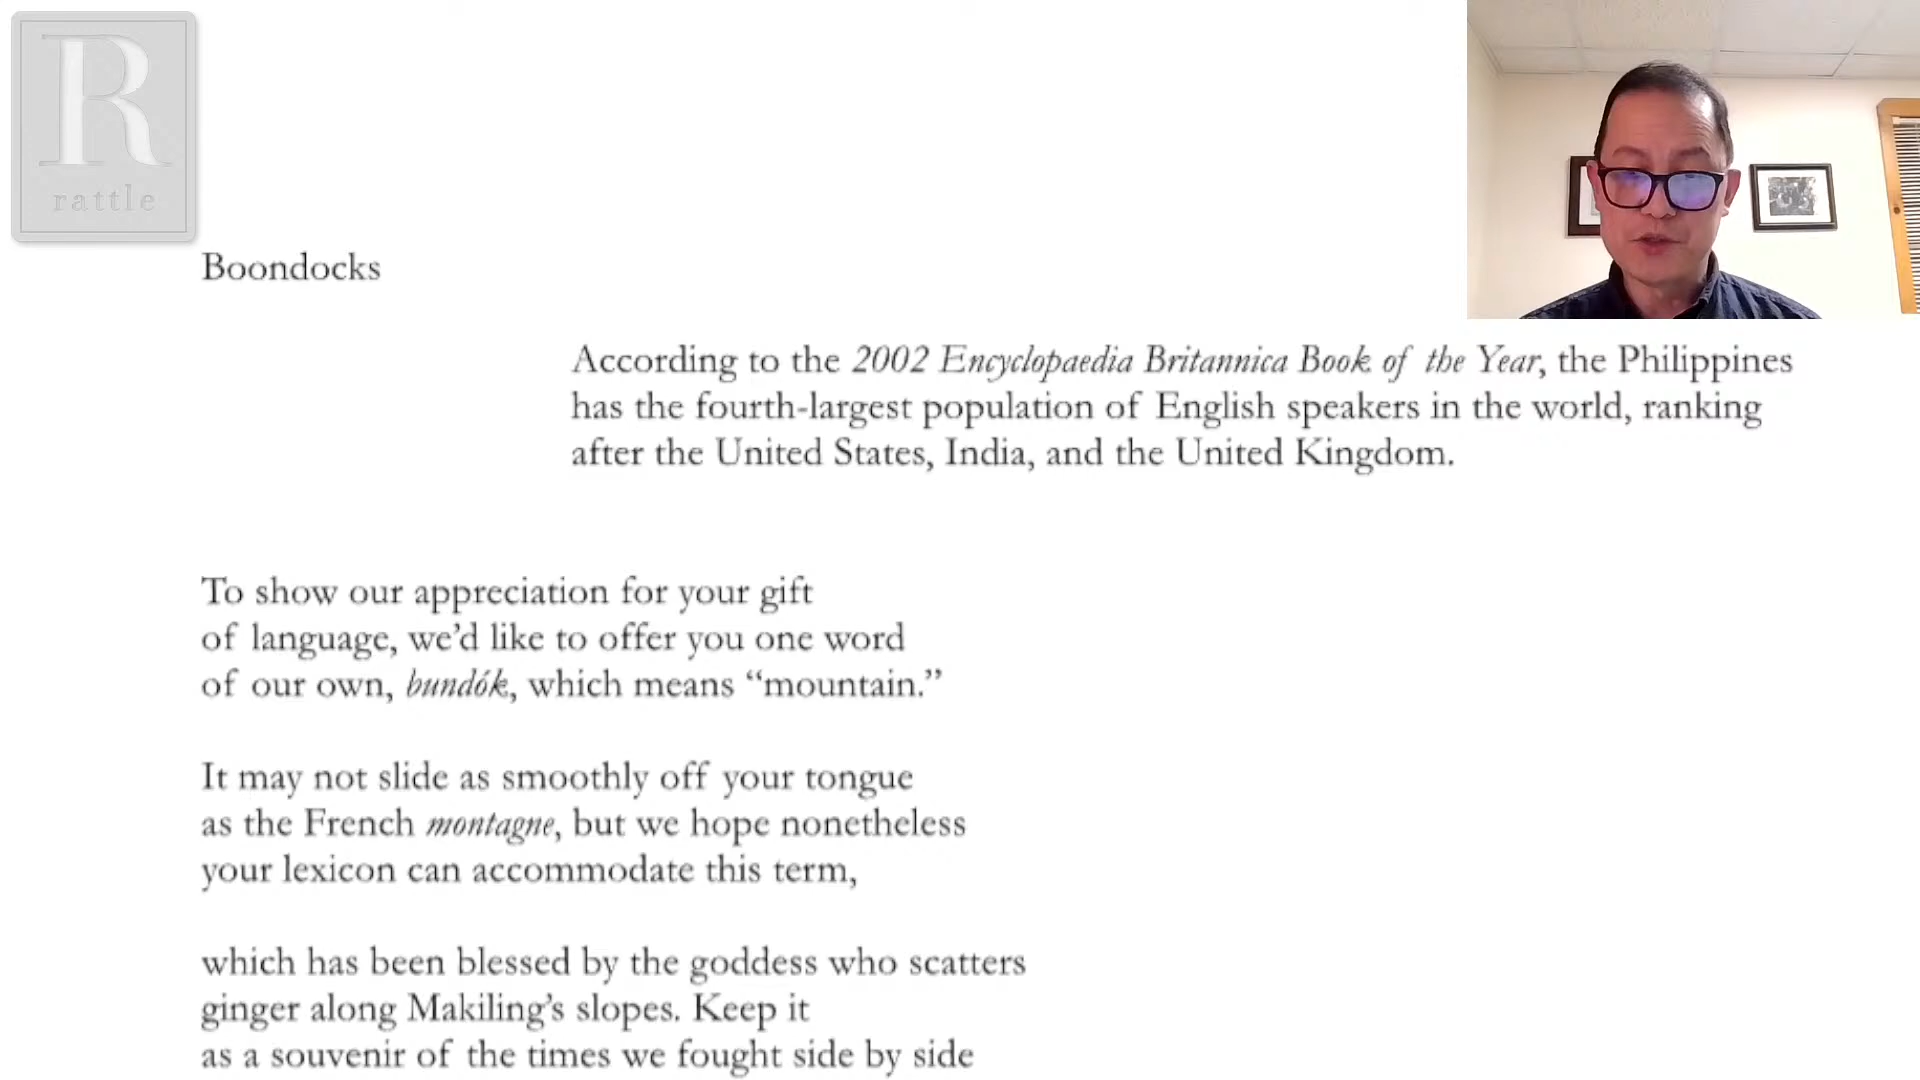 R
rattle
Boondocks
According to the 2002 Encyclopaedia Britannica Book of the Year, the Philippines
has the fourth-largest population of English speakers in the world, ranking
after the United States, India, and the United Kingdom.
To show our appreciation for your gift
of language, we’d like to offer you one word
of our own, bundók, which means “mountain.”
It may not slide as smoothly off your tongue
as the French montagne, but we hope nonetheless
your lexicon can accommodate this term,
which has been blessed by the goddess who scatters
ginger along Makiling’s slopes. Keep it
as a souvenir of the times we fought side by side